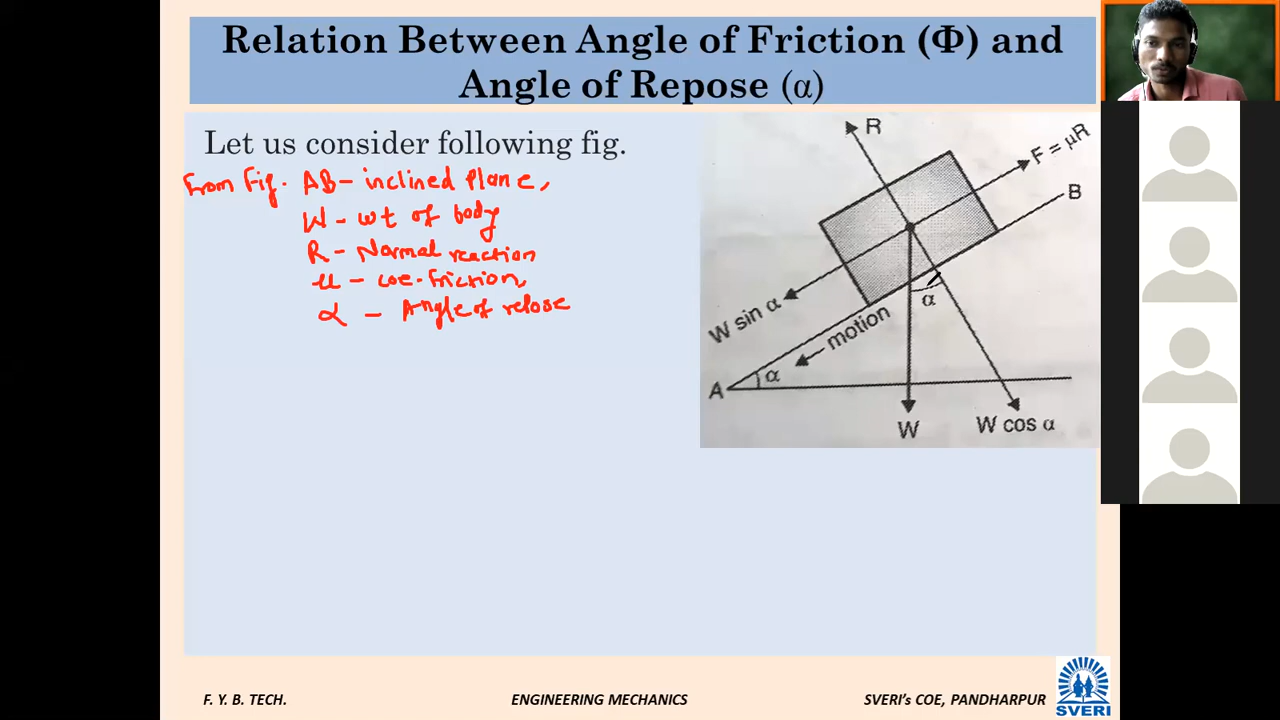 Relation Between Angle of Friction (Φ) and
Angle of Repose (α)
Let us consider following fig.
From Fig. AB - inclined plane,
W - wt of body
R - Normal reaction
μ - coe. friction,
α - Angle of relose
R
F = μR
B
W sin α
motion
α
α
A
W
W cos α
F. Y. B. TECH.
ENGINEERING MECHANICS
SVERI's COE, PANDHARPUR
SVERI